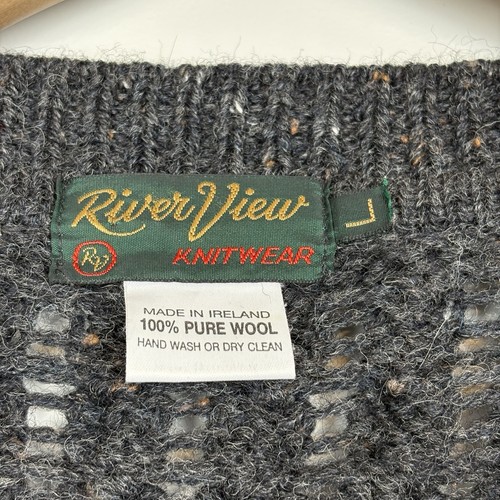 River View
L
RV KNITWEAR
MADE IN IRELAND
100% PURE WOOL
HAND WASH OR DRY CLEAN